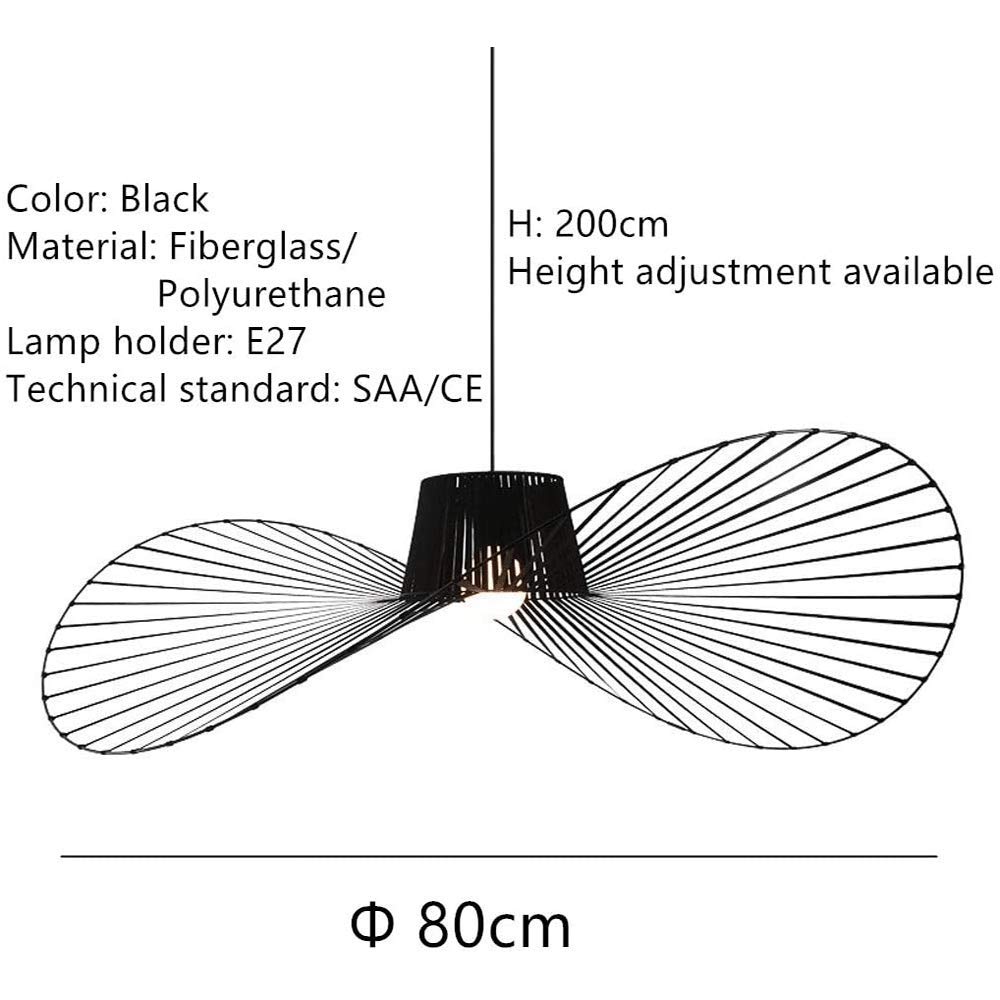 Color: Black
Material: Fiberglass/
Polyurethane
Lamp holder: E27
Technical standard: SAA/CE
H: 200cm
Height adjustment available
Φ 80cm